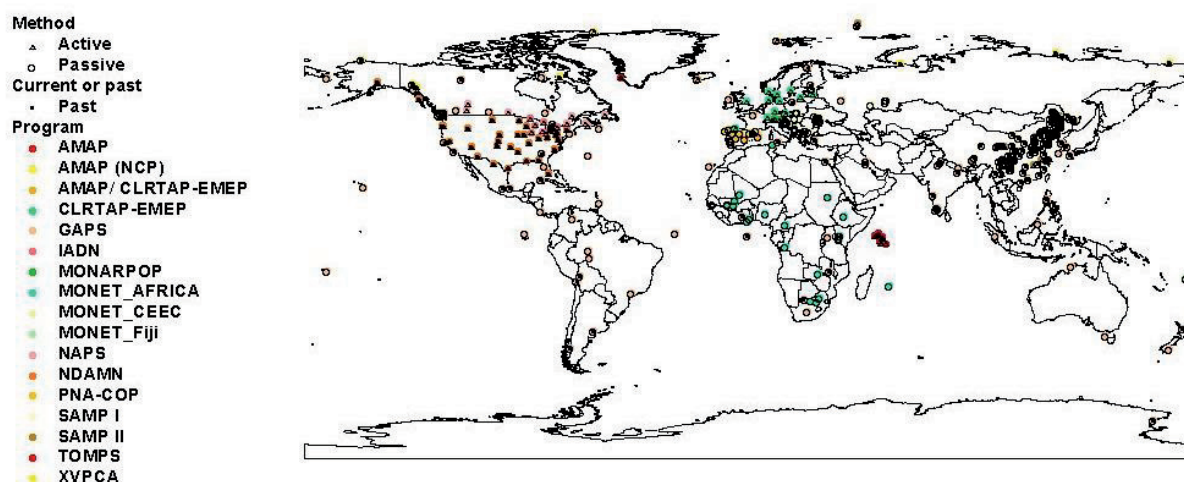 Method
Active
Passive
Current or past
Past
Program
AMAP
AMAP (NCP)
AMAP/ CLRTAP-EMEP
CLRTAP-EMEP
GAPS
IADN
MONARPOP
MONET_AFRICA
MONET_CEEC
MONET_Fiji
NAPS
NDAMN
PNA-COP
SAMP I
SAMP II
TOMPS
XVPCA